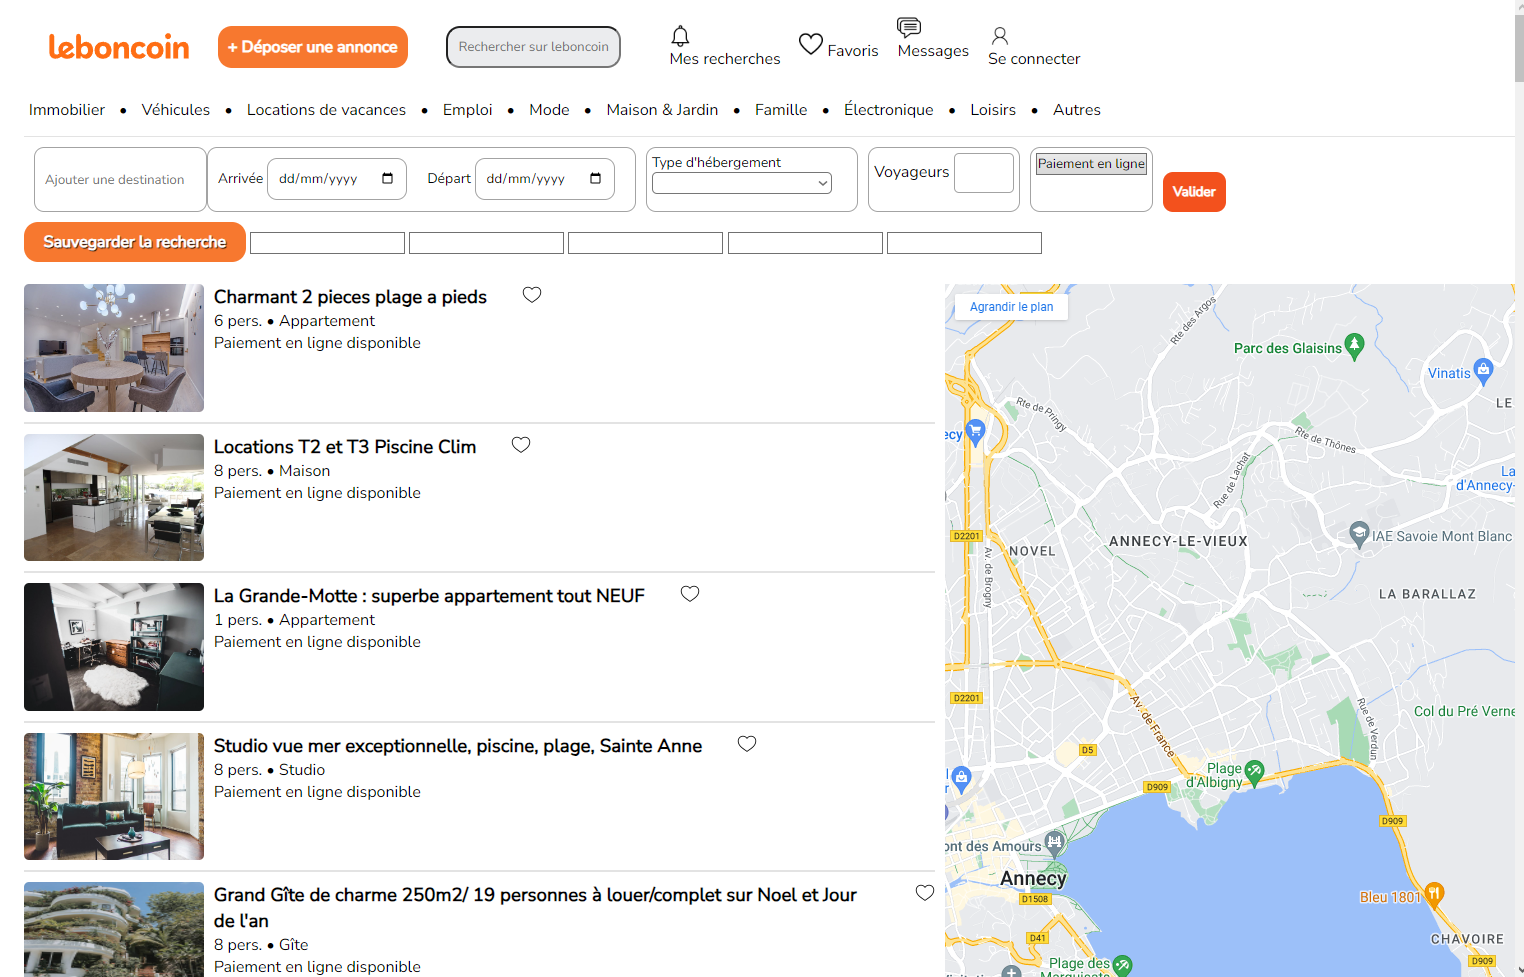 leboncoin
+ Déposer une annonce
Rechercher sur leboncoin
Mes recherches
Favoris
Messages
Se connecter
Immobilier • Véhicules • Locations de vacances • Emploi • Mode • Maison & Jardin • Famille • Électronique • Loisirs • Autres
Ajouter une destination
Arrivée dd/mm/yyyy
Départ dd/mm/yyyy
Type d'hébergement
Voyageurs
Paiement en ligne
Valider
Sauvegarder la recherche
Charmant 2 pieces plage a pieds
6 pers. • Appartement
Paiement en ligne disponible
Locations T2 et T3 Piscine Clim
8 pers. • Maison
Paiement en ligne disponible
La Grande-Motte : superbe appartement tout NEUF
1 pers. • Appartement
Paiement en ligne disponible
Studio vue mer exceptionnelle, piscine, plage, Sainte Anne
8 pers. • Studio
Paiement en ligne disponible
Grand Gîte de charme 250m2/ 19 personnes à louer/complet sur Noel et Jour
de l'an
8 pers. • Gîte
Paiement en ligne disponible
Agrandir le plan
Rte des Argos
Parc des Glaisins
Vinatis
LE
Rte de Pringy
ecy
Rte de Thônes
Rue de Lachat
La
d'Annecy-
D2201
NOVEL
ANNECY-LE-VIEUX
IAE Savoie Mont Blanc
Av. de Brogny
LA BARALLAZ
D2201
Av. de France
Rue de Verdun
Col du Pré Verne
D5
Plage
d'Albigny
D909
D909
ont des Amours
Annecy
D1508
Bleu 1801
D41
CHAVOIRE
Plage des
D909